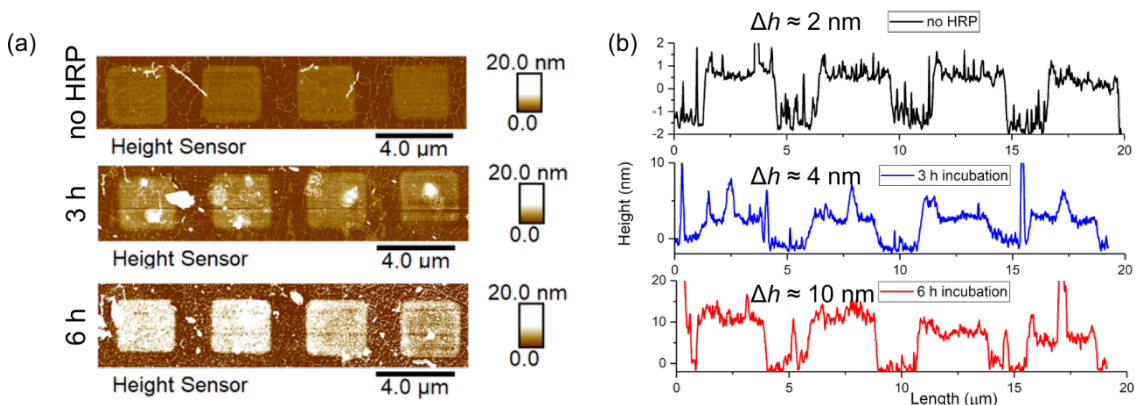 (a)
no HRP
20.0 nm
0.0
Height Sensor
4.0 μm
3 h
20.0 nm
0.0
Height Sensor
4.0 μm
6 h
20.0 nm
0.0
Height Sensor
4.0 μm
(b)
Δh ≈ 2 nm
no HRP
2
1
0
-1
-2
0
5
10
15
20
Δh ≈ 4 nm
3 h incubation
10
0
0
5
10
15
20
Height (nm)
Δh ≈ 10 nm
6 h incubation
20
10
0
0
5
10
15
20
Length (μm)